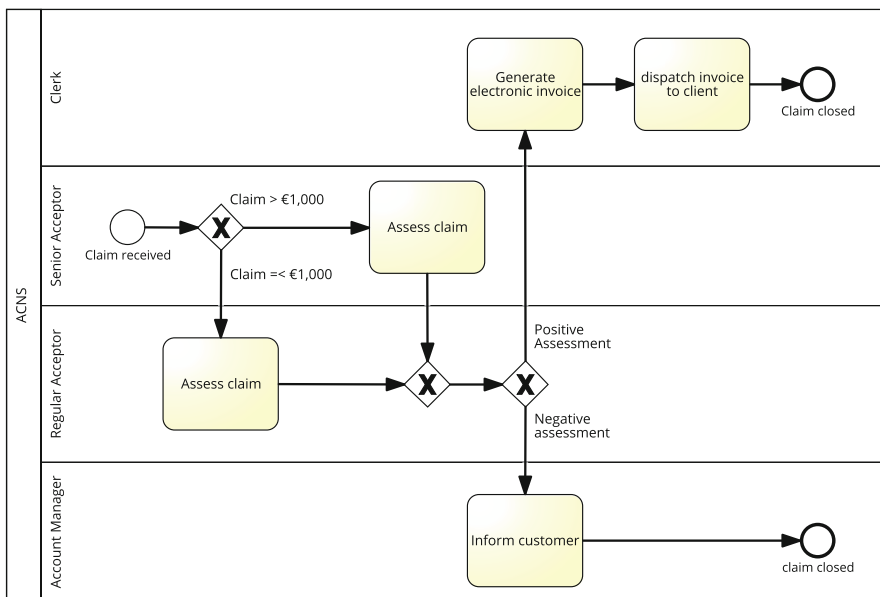 ACNS
Clerk
Generate
electronic invoice
dispatch invoice
to client
Claim closed
Senior Acceptor
Claim received
X
Claim > €1,000
Claim =< €1,000
Assess claim
Regular Acceptor
Assess claim
X
X
Positive
Assessment
Negative
assessment
Account Manager
Inform customer
claim closed